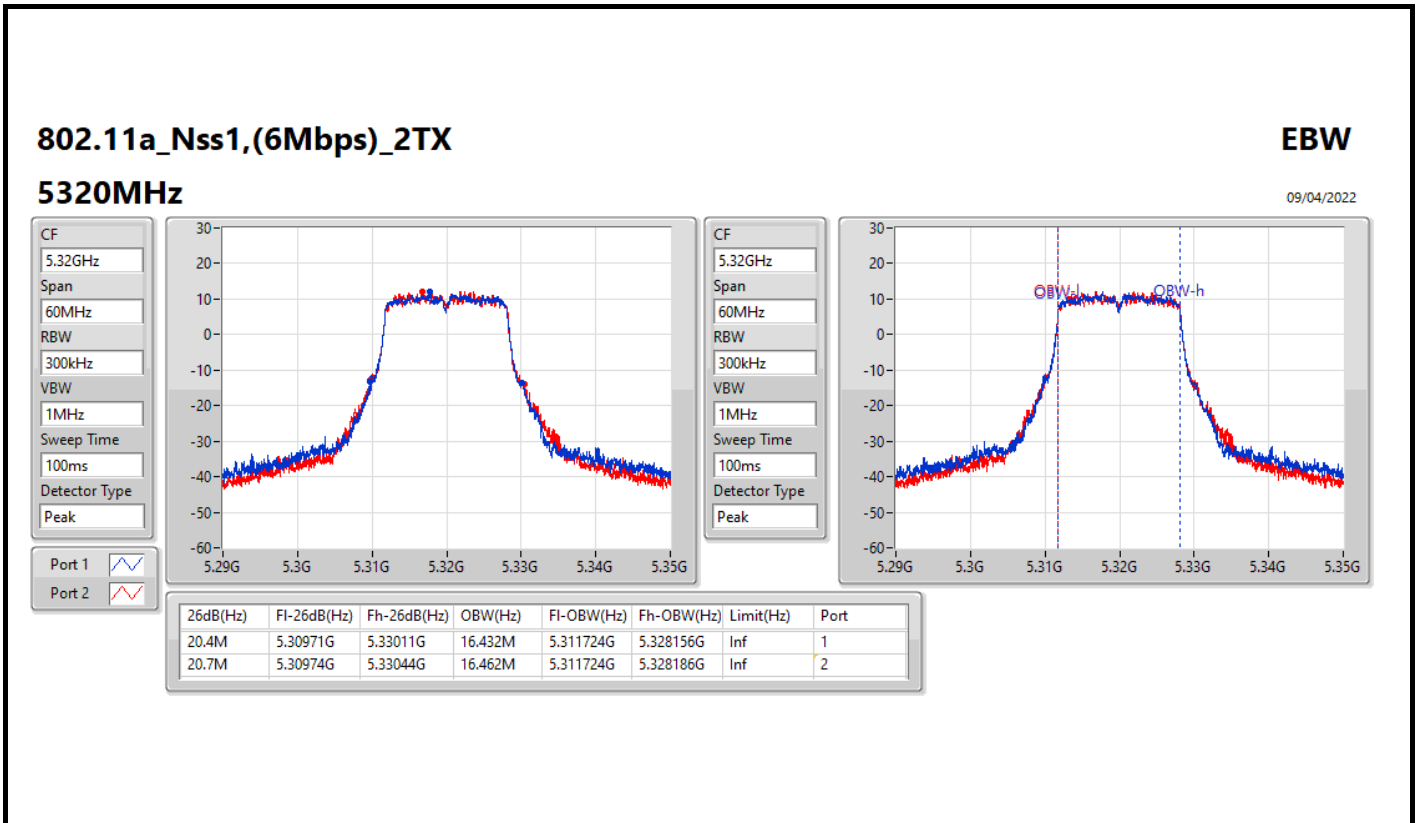 802.11a_Nss1,(6Mbps)_2TX
EBW
5320MHz
09/04/2022
CF
5.32GHz
Span
60MHz
RBW
300kHz
VBW
1MHz
Sweep Time
100ms
Detector Type
Peak
Port 1
Port 2
30
20
10
0
-10
-20
-30
-40
-50
-60
5.29G 5.3G 5.31G 5.32G 5.33G 5.34G 5.35G
CF
5.32GHz
Span
60MHz
RBW
300kHz
VBW
1MHz
Sweep Time
100ms
Detector Type
Peak
30
20
10
0
-10
-20
-30
-40
-50
-60
OBW-l
OBW-h
5.29G 5.3G 5.31G 5.32G 5.33G 5.34G 5.35G
26dB(Hz) Fl-26dB(Hz) Fh-26dB(Hz) OBW(Hz) Fl-OBW(Hz) Fh-OBW(Hz) Limit(Hz) Port
20.4M 5.30971G 5.33011G 16.432M 5.311724G 5.328156G Inf 1
20.7M 5.30974G 5.33044G 16.462M 5.311724G 5.328186G Inf 2